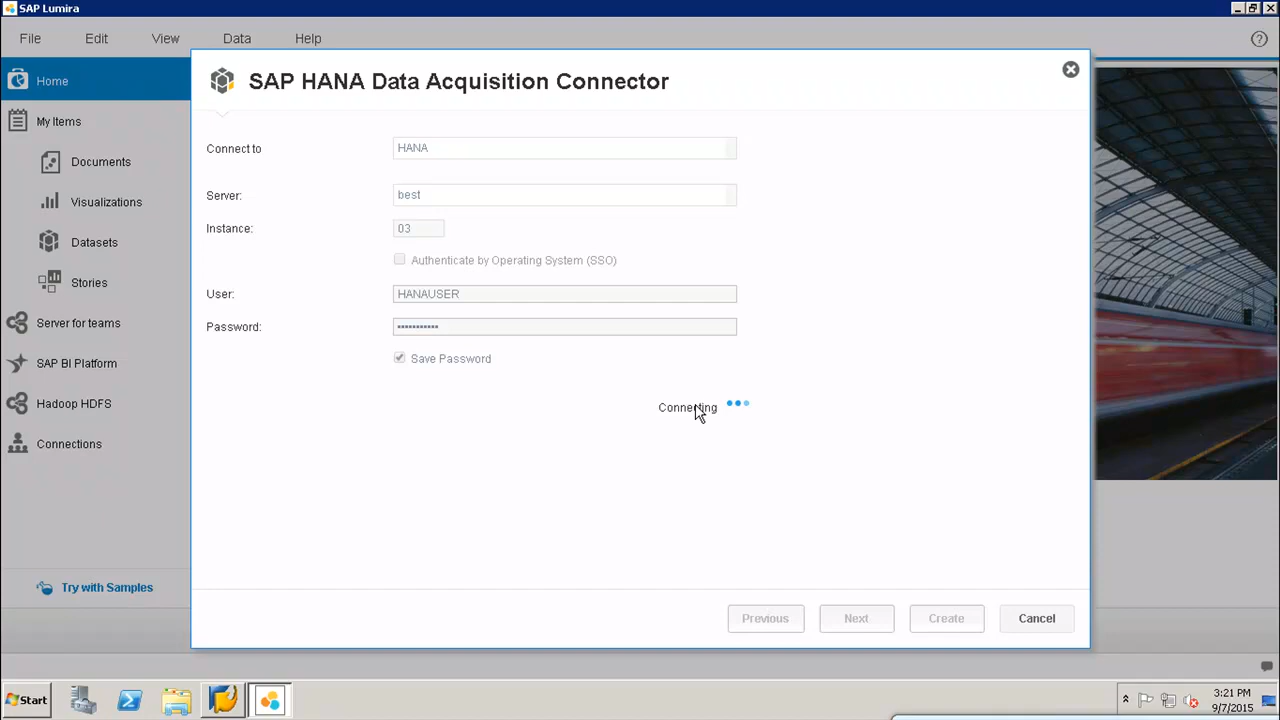 SAP Lumira
File Edit View Data Help
Home
My Items
Documents
Visualizations
Datasets
Stories
Server for teams
SAP BI Platform
Hadoop HDFS
Connections
Try with Samples
SAP HANA Data Acquisition Connector
Connect to HANA
Server: best
Instance: 03
Authenticate by Operating System (SSO)
User: HANAUSER
Password: •••••••••••
Save Password
Connecting
Previous Next Create Cancel
Start
3:21 PM
9/7/2015